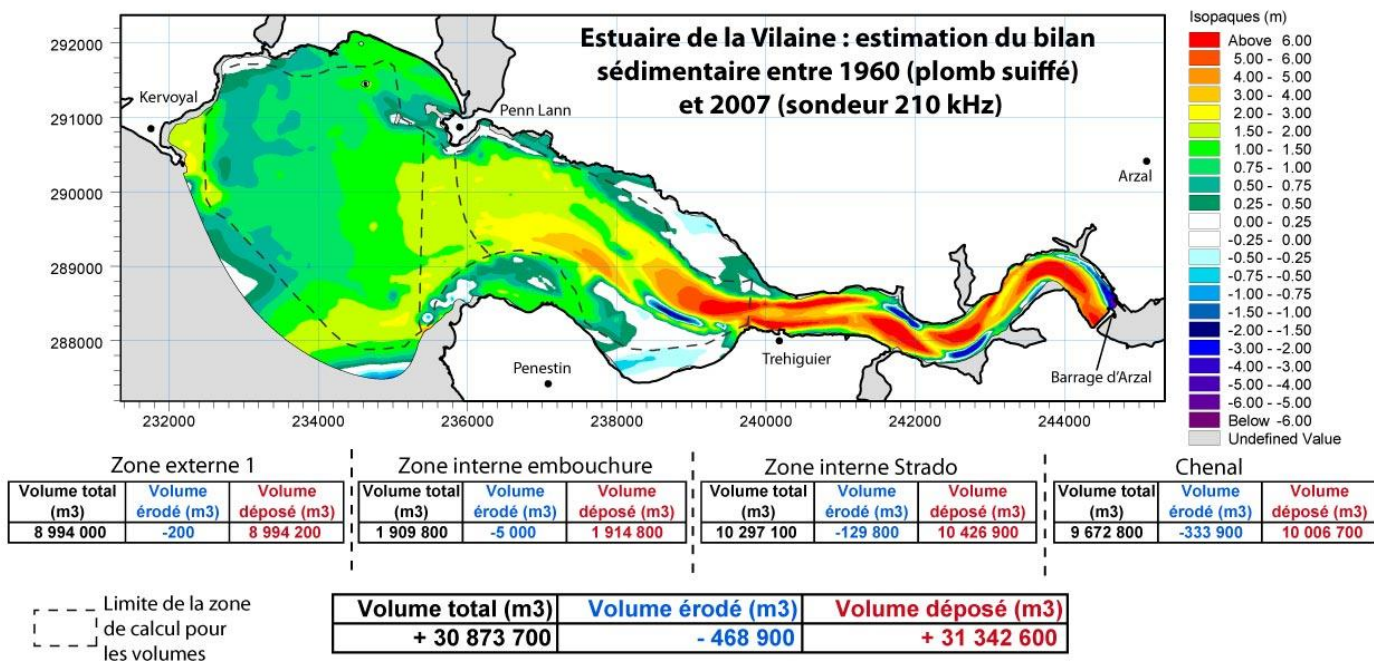 Estuaire de la Vilaine : estimation du bilan
sédimentaire entre 1960 (plomb suiffé)
et 2007 (sondeur 210 kHz)
292000
291000
290000
289000
288000
232000
234000
236000
238000
240000
242000
244000
Kervoyal
Penn Lann
Arzal
Penestin
Trehiguier
Barrage d'Arzal
Isopaques (m)
Above 6.00
5.00 - 6.00
4.00 - 5.00
3.00 - 4.00
2.00 - 3.00
1.50 - 2.00
1.00 - 1.50
0.75 - 1.00
0.50 - 0.75
0.25 - 0.50
0.00 - 0.25
-0.25 - 0.00
-0.50 - -0.25
-0.75 - -0.50
-1.00 - -0.75
-1.50 - -1.00
-2.00 - -1.50
-3.00 - -2.00
-4.00 - -3.00
-5.00 - -4.00
-6.00 - -5.00
Below -6.00
Undefined Value
Zone externe 1
Volume total (m3)
Volume érodé (m3)
Volume déposé (m3)
8 994 000
-200
8 994 200
Zone interne embouchure
Volume total (m3)
Volume érodé (m3)
Volume déposé (m3)
1 909 800
-5 000
1 914 800
Zone interne Strado
Volume total (m3)
Volume érodé (m3)
Volume déposé (m3)
10 297 100
-129 800
10 426 900
Chenal
Volume total (m3)
Volume érodé (m3)
Volume déposé (m3)
9 672 800
-333 900
10 006 700
Limite de la zone
de calcul pour
les volumes
Volume total (m3)
Volume érodé (m3)
Volume déposé (m3)
+ 30 873 700
- 468 900
+ 31 342 600